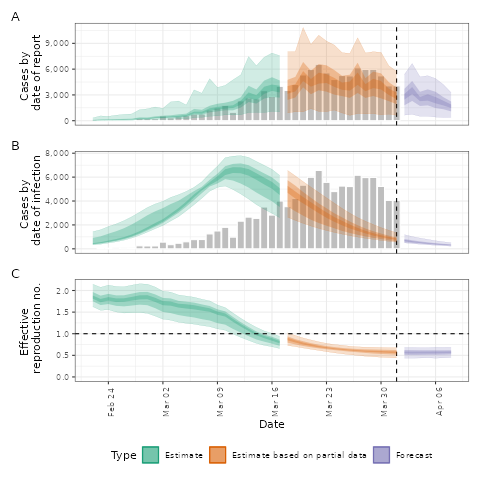 A
Cases by
date of report
9,000
6,000
3,000
0
B
Cases by
date of infection
8,000
6,000
4,000
2,000
0
C
Effective
reproduction no.
2.0
1.5
1.0
0.5
0.0
Feb 24
Mar 02
Mar 09
Mar 16
Mar 23
Mar 30
Apr 06
Date
Type Estimate Estimate based on partial data Forecast